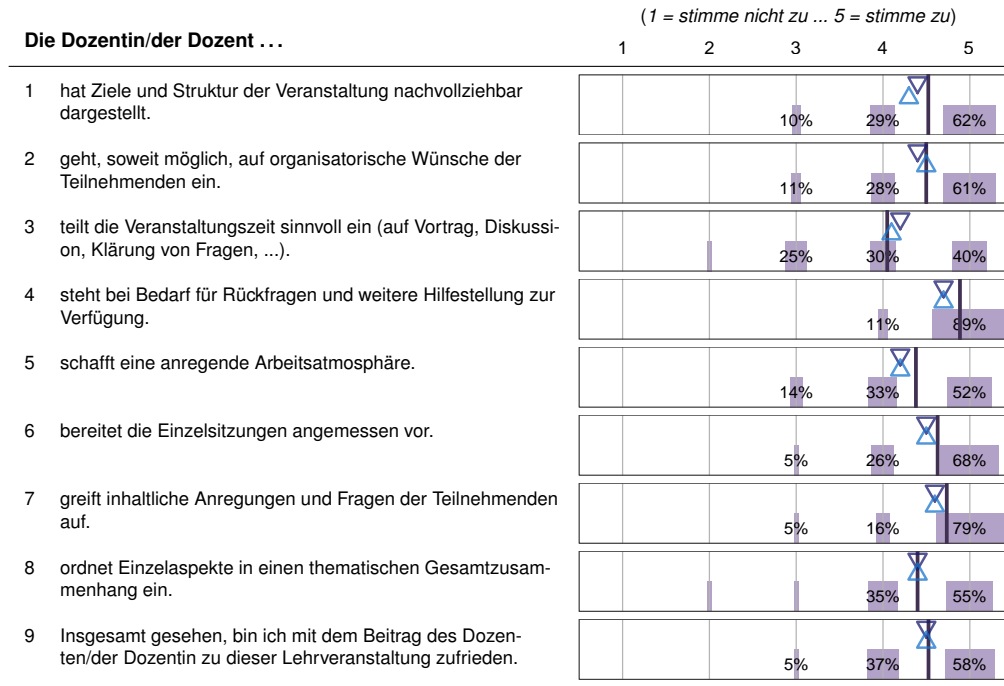 (1 = stimme nicht zu ... 5 = stimme zu)
Die Dozentin/der Dozent . . .
1 2 3 4 5
1 hat Ziele und Struktur der Veranstaltung nachvollziehbar
dargestellt.
10% 29% 62%
2 geht, soweit möglich, auf organisatorische Wünsche der
Teilnehmenden ein.
11% 28% 61%
3 teilt die Veranstaltungszeit sinnvoll ein (auf Vortrag, Diskussi-
on, Klärung von Fragen, ...).
25% 30% 40%
4 steht bei Bedarf für Rückfragen und weitere Hilfestellung zur
Verfügung.
11% 89%
5 schafft eine anregende Arbeitsatmosphäre.
14% 33% 52%
6 bereitet die Einzelsitzungen angemessen vor.
5% 26% 68%
7 greift inhaltliche Anregungen und Fragen der Teilnehmenden
auf.
5% 16% 79%
8 ordnet Einzelaspekte in einen thematischen Gesamtzusam-
menhang ein.
35% 55%
9 Insgesamt gesehen, bin ich mit dem Beitrag des Dozen-
ten/der Dozentin zu dieser Lehrveranstaltung zufrieden.
5% 37% 58%